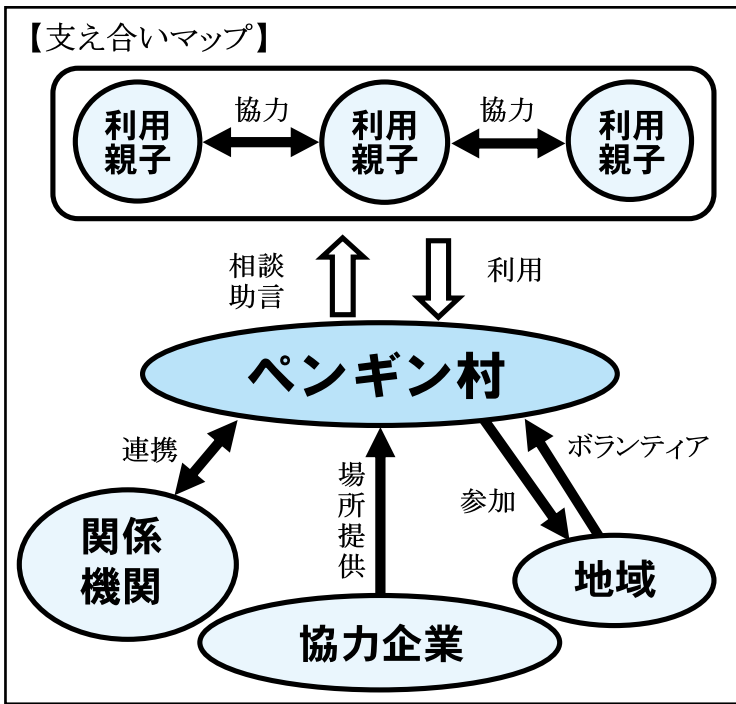 【支え合いマップ】
協力
協力
利用
親子
利用
親子
利用
親子
相談
助言
利用
ペンギン村
連携
場所提供
参加
ボランティア
関係
機関
協力企業
地域